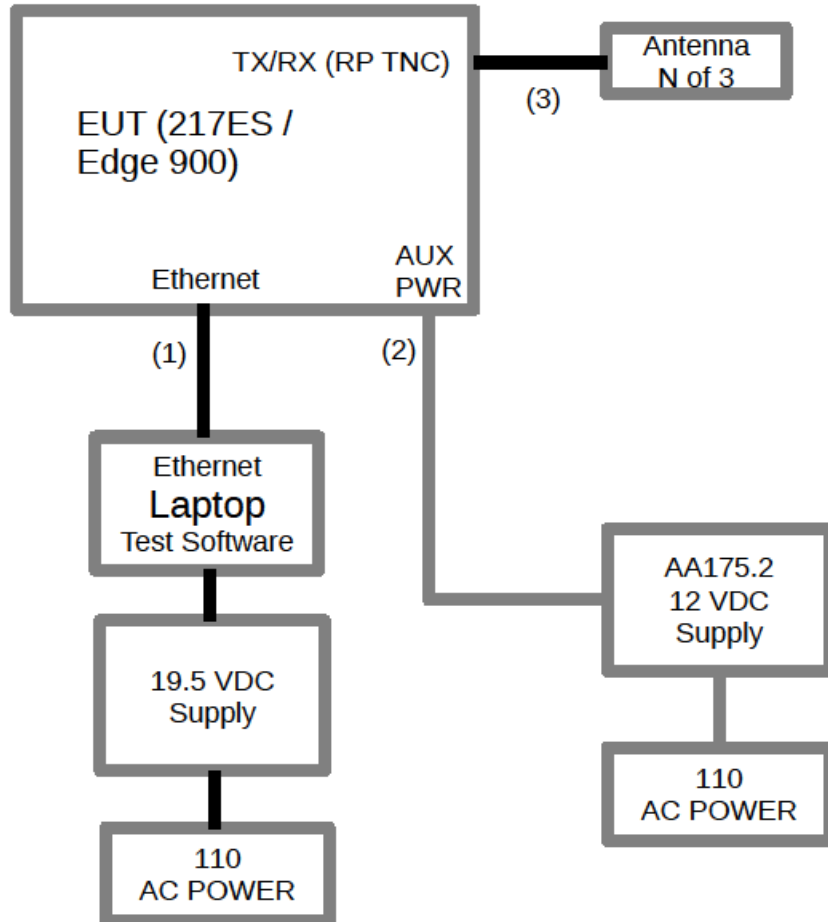 TX/RX (RP TNC)
Antenna
N of 3
(3)
EUT (217ES /
Edge 900)
Ethernet
AUX
PWR
(1)
(2)
Ethernet
Laptop
Test Software
AA175.2
12 VDC
Supply
19.5 VDC
Supply
110
AC POWER
110
AC POWER